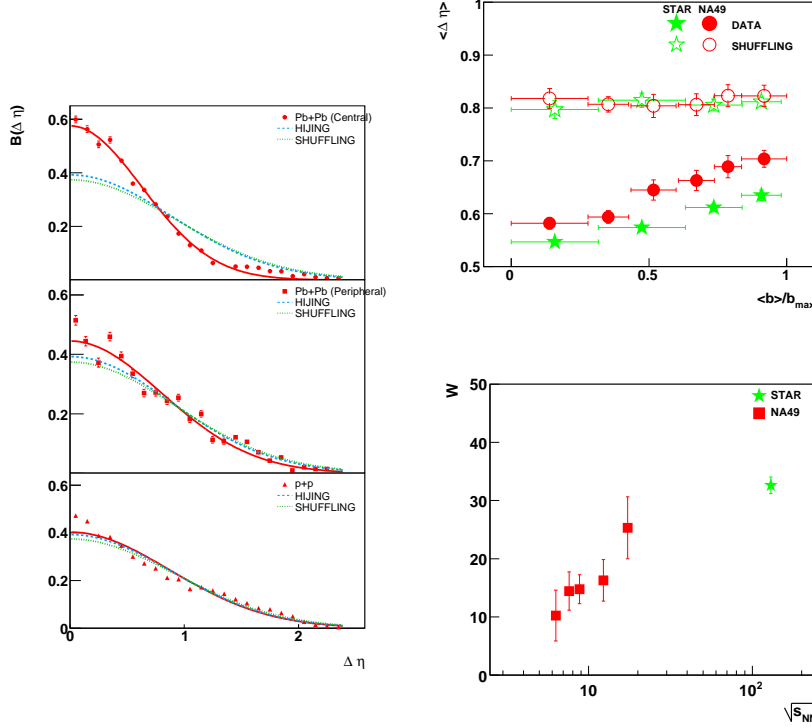 B(Δ η)
0.6
0.4
0.2
Pb+Pb (Central)
HIJING
SHUFFLING
0.6
0.4
0.2
Pb+Pb (Peripheral)
HIJING
SHUFFLING
0.6
0.4
0.2
0
p+p
HIJING
SHUFFLING
0 1 2
Δ η
<Δ η>
STAR NA49
DATA
SHUFFLING
1
0.9
0.8
0.7
0.6
0.5
0 0.5 1
<b>/b max
W
STAR
NA49
50
40
30
20
10
0
10 10²
√s NN